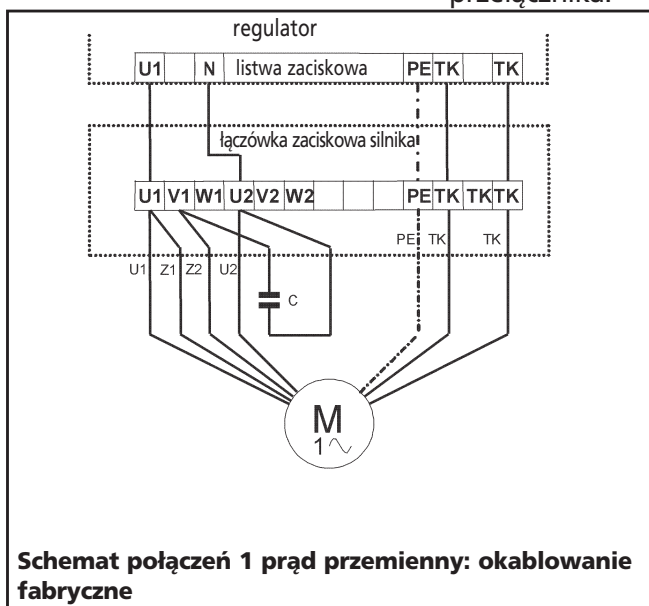 przełącznika.
regulator
U1 N listwa zaciskowa PE TK TK
łączówka zaciskowa silnika
U1 V1 W1 U2 V2 W2 PE TK TK TK
PE TK TK
U1 Z1 Z2 U2
C
M
1
Schemat połączeń 1 prąd przemienny: okablowanie
fabryczne